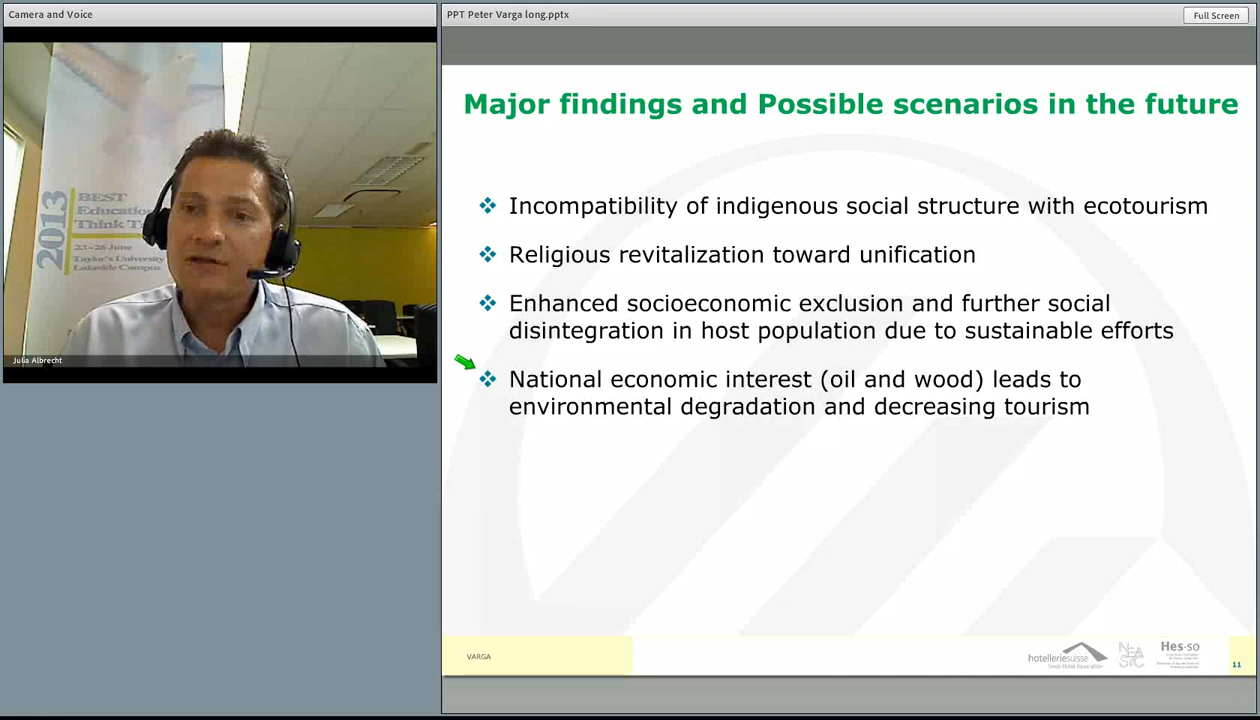 Camera and Voice
PPT Peter Varga long.pptx
Full Screen
2013
BEST
Education
Think T
23 - 26 June
Taylor's University
Lakeside Campus
Julia Albrecht
Major findings and Possible scenarios in the future
Incompatibility of indigenous social structure with ecotourism
Religious revitalization toward unification
Enhanced socioeconomic exclusion and further social
disintegration in host population due to sustainable efforts
National economic interest (oil and wood) leads to
environmental degradation and decreasing tourism
VARGA
hotelleriesuisse
Swiss Hotel Association
Hes·so
11